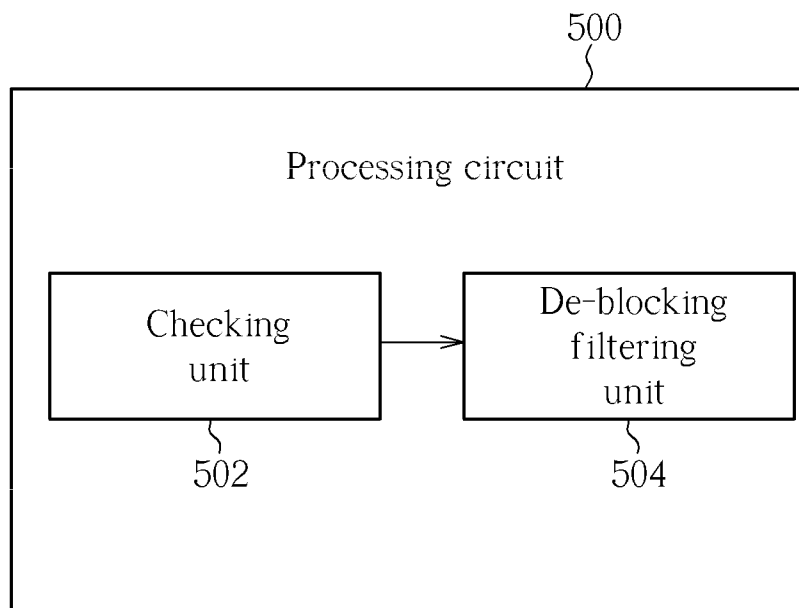 500
Processing circuit
Checking
unit
De-blocking
filtering
unit
502
504